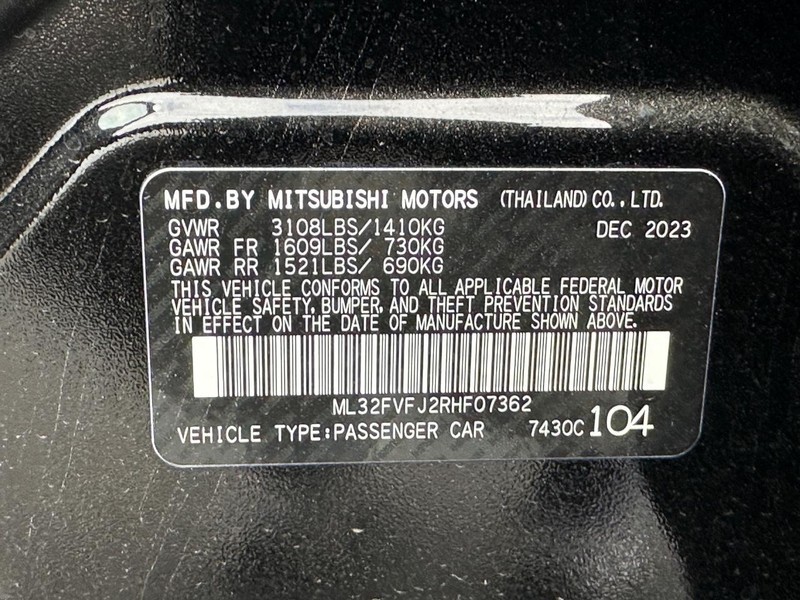 MFD.BY MITSUBISHI MOTORS (THAILAND)CO.,LTD.
GVWR 3108LBS/1410KG DEC 2023
GAWR FR 1609LBS/ 730KG
GAWR RR 1521LBS/ 690KG
THIS VEHICLE CONFORMS TO ALL APPLICABLE FEDERAL MOTOR
VEHICLE SAFETY, BUMPER, AND THEFT PREVENTION STANDARDS
IN EFFECT ON THE DATE OF MANUFACTURE SHOWN ABOVE.
ML32FVFJ2RHF07362
VEHICLE TYPE:PASSENGER CAR 7430C 104